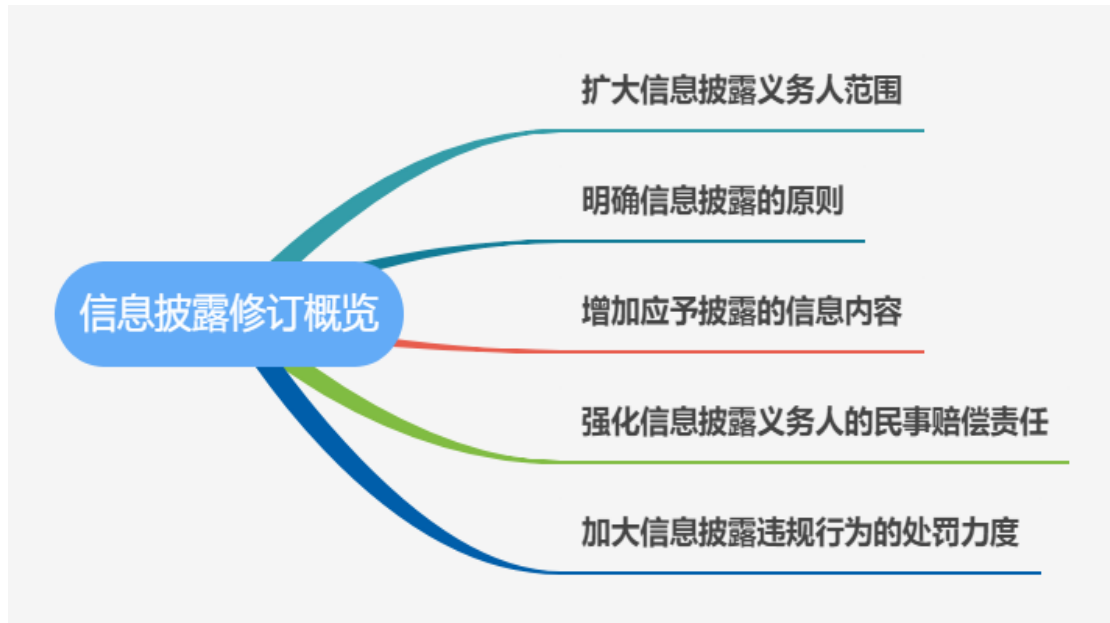 扩大信息披露义务人范围
明确信息披露的原则
信息披露修订概览
增加应予披露的信息内容
强化信息披露义务人的民事赔偿责任
加大信息披露违规行为的处罚力度